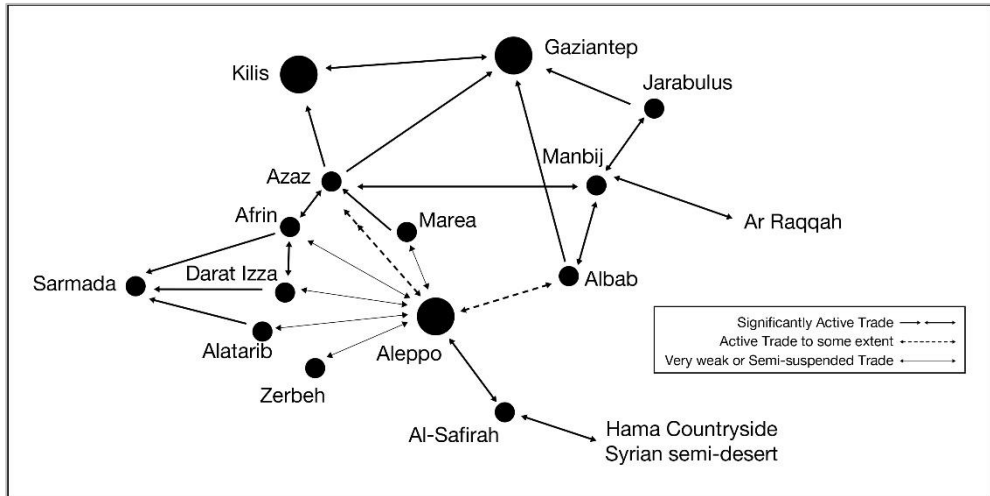 Gaziantep
Kilis
Jarabulus
Manbij
Azaz
Afrin
Marea
Ar Raqqah
Darat Izza
Sarmada
Albab
Alatarib
Aleppo
Zerbeh
Al-Safirah
Hama Countryside
Syrian semi-desert
Significantly Active Trade
Active Trade to some extent
Very weak or Semi-suspended Trade